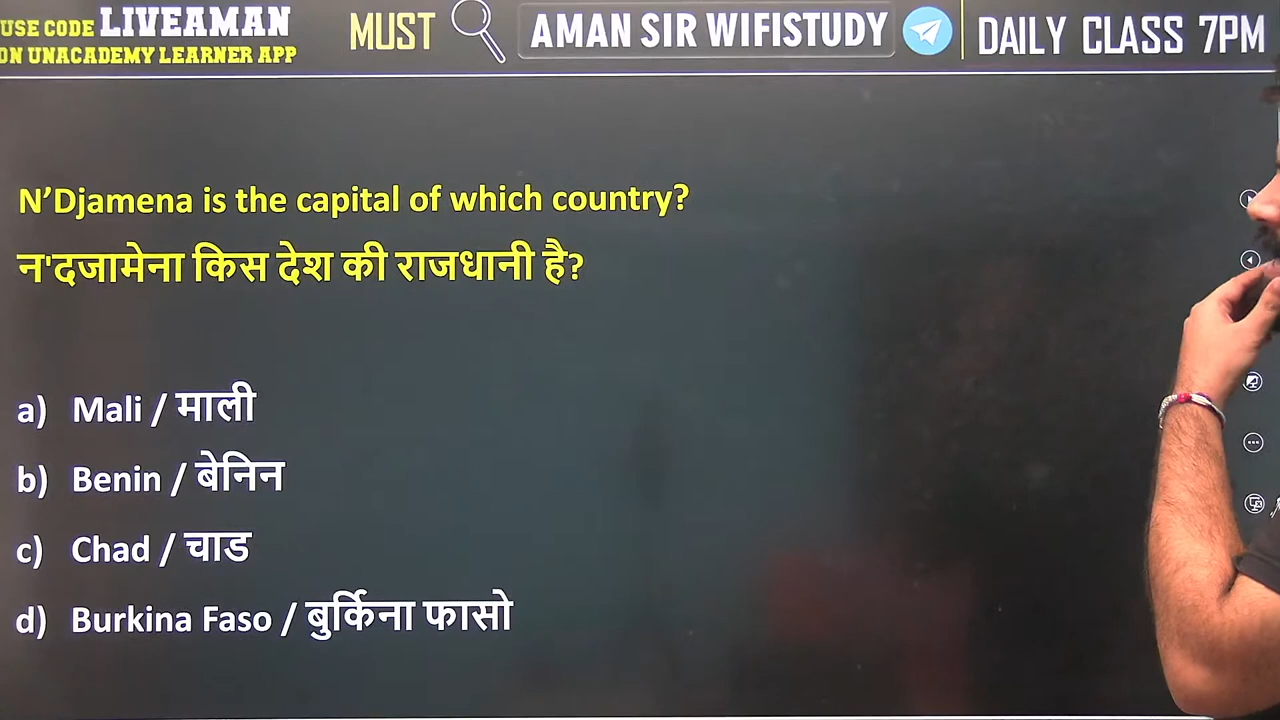 USE CODE LIVEAMAN
ON UNACADEMY LEARNER APP
MUST
AMAN SIR WIFISTUDY
DAILY CLASS 7PM
N’Djamena is the capital of which country?
न'दजामेना किस देश की राजधानी है?
a) Mali / माली
b) Benin / बेनिन
c) Chad / चाड
d) Burkina Faso / बुर्किना फासो